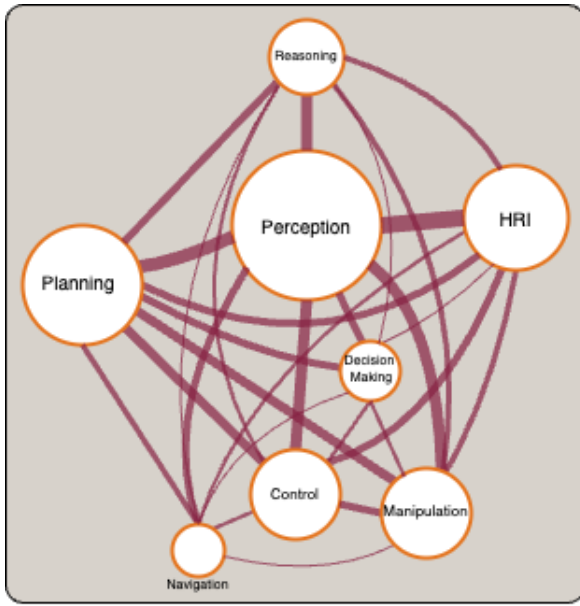 Reasoning
Perception
HRI
Planning
Decision
Making
Control
Manipulation
Navigation